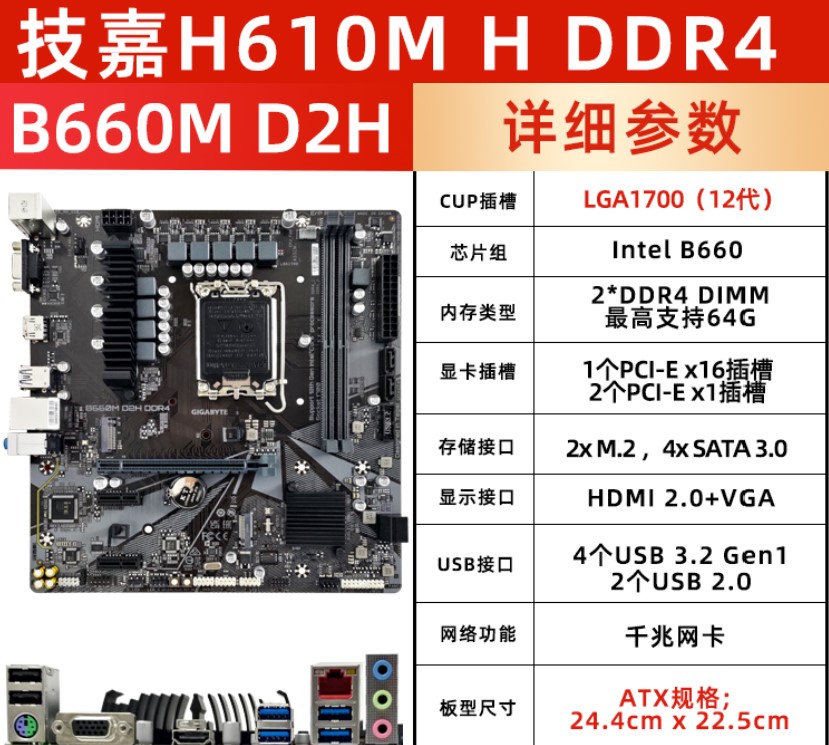 技嘉H610M H DDR4
B660M D2H
详细参数
CUP插槽
LGA1700（12代）
芯片组
Intel B660
内存类型
2*DDR4 DIMM
最高支持64G
显卡插槽
1个PCI-E x16插槽
2个PCI-E x1插槽
存储接口
2x M.2，4x SATA 3.0
显示接口
HDMI 2.0+VGA
USB接口
4个USB 3.2 Gen1
2个USB 2.0
网络功能
千兆网卡
板型尺寸
ATX规格；
24.4cm x 22.5cm
B660M D2H DDR4
GIGABYTE